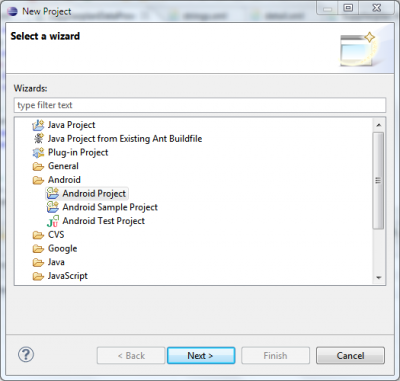 New Project
Select a wizard
Wizards:
type filter text
Java Project
Java Project from Existing Ant Buildfile
Plug-in Project
General
Android
Android Project
Android Sample Project
Android Test Project
CVS
Google
Java
JavaScript
< Back
Next >
Finish
Cancel